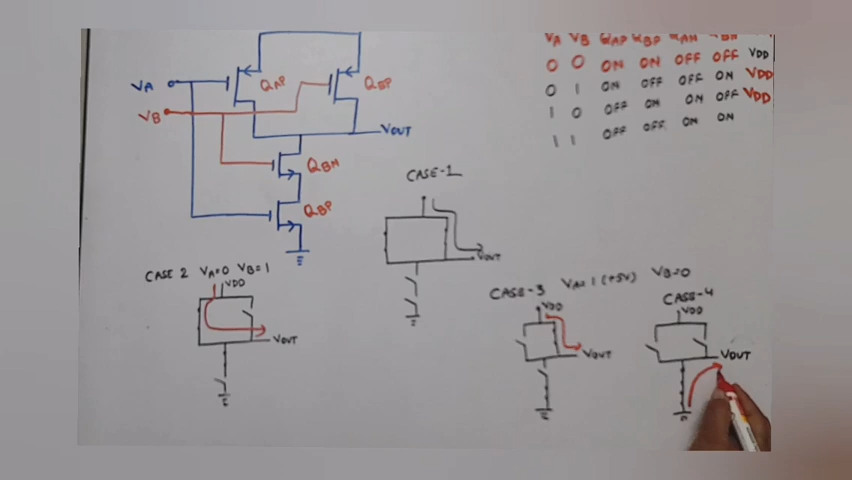 VA VB QAP QBP QAN QBN
0 0 ON ON OFF OFF VDD
0 1 ON OFF OFF ON VDD
1 0 OFF ON ON OFF VDD
1 1 OFF OFF ON ON
VA
QAP
QBP
VB
VOUT
QBN
QBP
CASE-1
VOUT
CASE 2 VA=0 VB=1
VDD
VOUT
CASE-3 VA=1 (+5V) VB=0
VDD
VOUT
CASE-4
VDD
VOUT